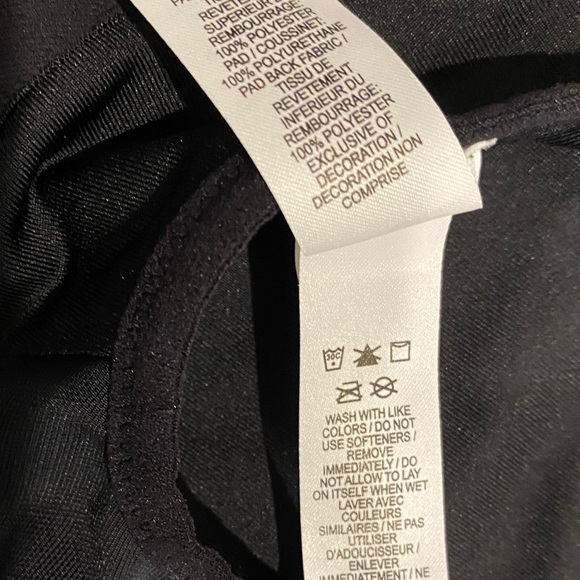 REVETEMENT
SUPERIEUR
REMBOURRAGE:
100% POLYESTER
PAD / COUSSINET:
100% POLYURETHANE
PAD BACK FABRIC /
TISSU DE
REVETEMENT
INFERIEUR DU
REMBOURRAGE:
100% POLYESTER
EXCLUSIVE OF
DECORATION /
DECORATION NON
COMPRISE
30C
WASH WITH LIKE
COLORS / DO NOT
USE SOFTENERS /
REMOVE
IMMEDIATELY / DO
NOT ALLOW TO LAY
ON ITSELF WHEN WET
LAVER AVEC
COULEURS
SIMILAIRES / NE PAS
UTILISER
D'ADOUCISSEUR /
ENLEVER
IMMEDIATEMENT / NE